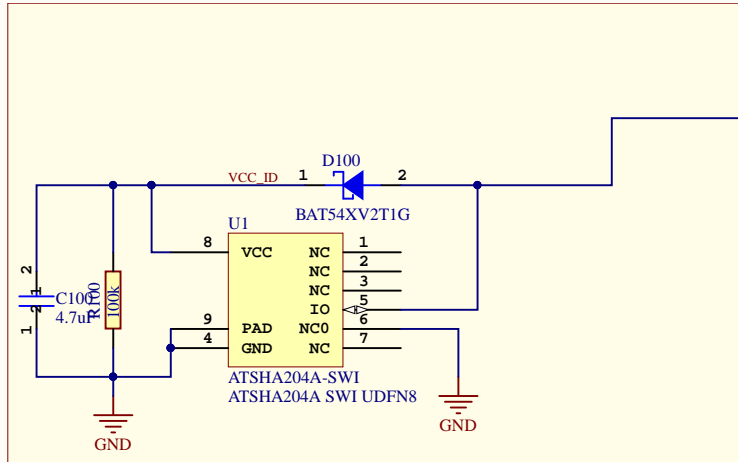 D100
VCC_ID
1
2
BAT54XV2T1G
U1
8
VCC
NC
1
NC
2
NC
3
IO
5
9
PAD
NC0
6
4
GND
NC
7
2
1
C100
4.7uF
2
1
R100
100k
ATSHA204A-SWI
ATSHA204A SWI UDFN8
GND
GND